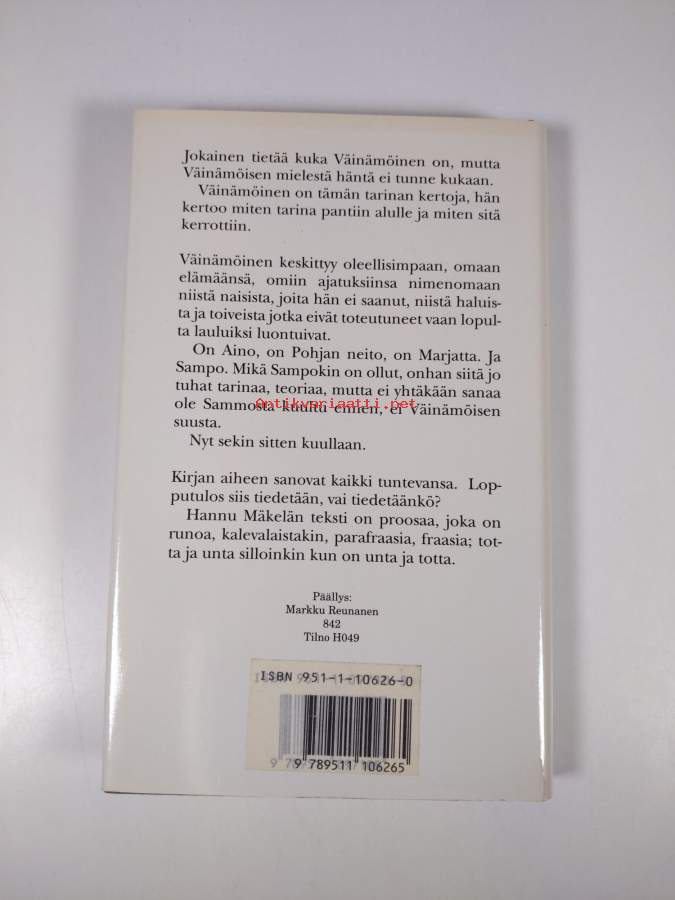 Jokainen tietää kuka Väinämöinen on, mutta
Väinämöisen mielestä häntä ei tunne kukaan.
Väinämöinen on tämän tarinan kertoja, hän
kertoo miten tarina pantiin alulle ja miten sitä
kerrottiin.
Väinämöinen keskittyy oleellisimpaan, omaan
elämäänsä, omiin ajatuksiinsa nimenomaan
niistä naisista, joita hän ei saanut, niistä haluis-
ta ja toiveista jotka eivät toteutuneet vaan lopul-
ta lauluiksi luontuivat.
On Aino, on Pohjan neito, on Marjatta. Ja
Sampo. Mikä Sampokin on ollut, onhan siitä jo
tuhat tarinaa, teoriaa, mutta ei yhtäkään sanaa
ole Sammosta kuultu ennen, ei Väinämöisen
Antikvariaatti.net
suusta.
Nyt sekin sitten kuullaan.
Kirjan aiheen sanovat kaikki tuntevansa. Lop-
putulos siis tiedetään, vai tiedetäänkö?
Hannu Mäkelän teksti on proosaa, joka on
runoa, kalevalaistakin, parafraasia, fraasia; tot-
ta ja unta silloinkin kun on unta ja totta.
Päällys:
Markku Reunanen
842
Tilno H049
ISBN 951-1-10626-0
9 789511 106265